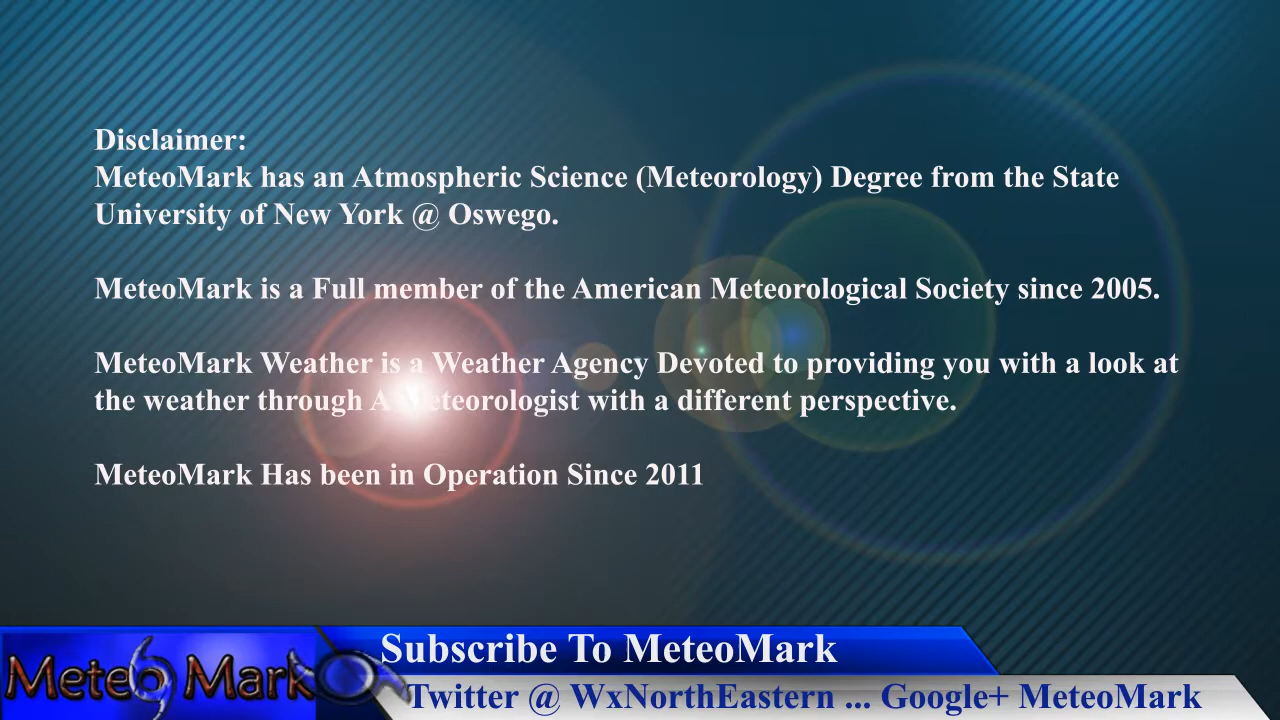 Disclaimer:
MeteoMark has an Atmospheric Science (Meteorology) Degree from the State
University of New York @ Oswego.
MeteoMark is a Full member of the American Meteorological Society since 2005.
MeteoMark Weather is a Weather Agency Devoted to providing you with a look at
the weather through A Meteorologist with a different perspective.
MeteoMark Has been in Operation Since 2011
Subscribe To MeteoMark
Meteo Mark
Twitter @ WxNorthEastern ... Google+ MeteoMark